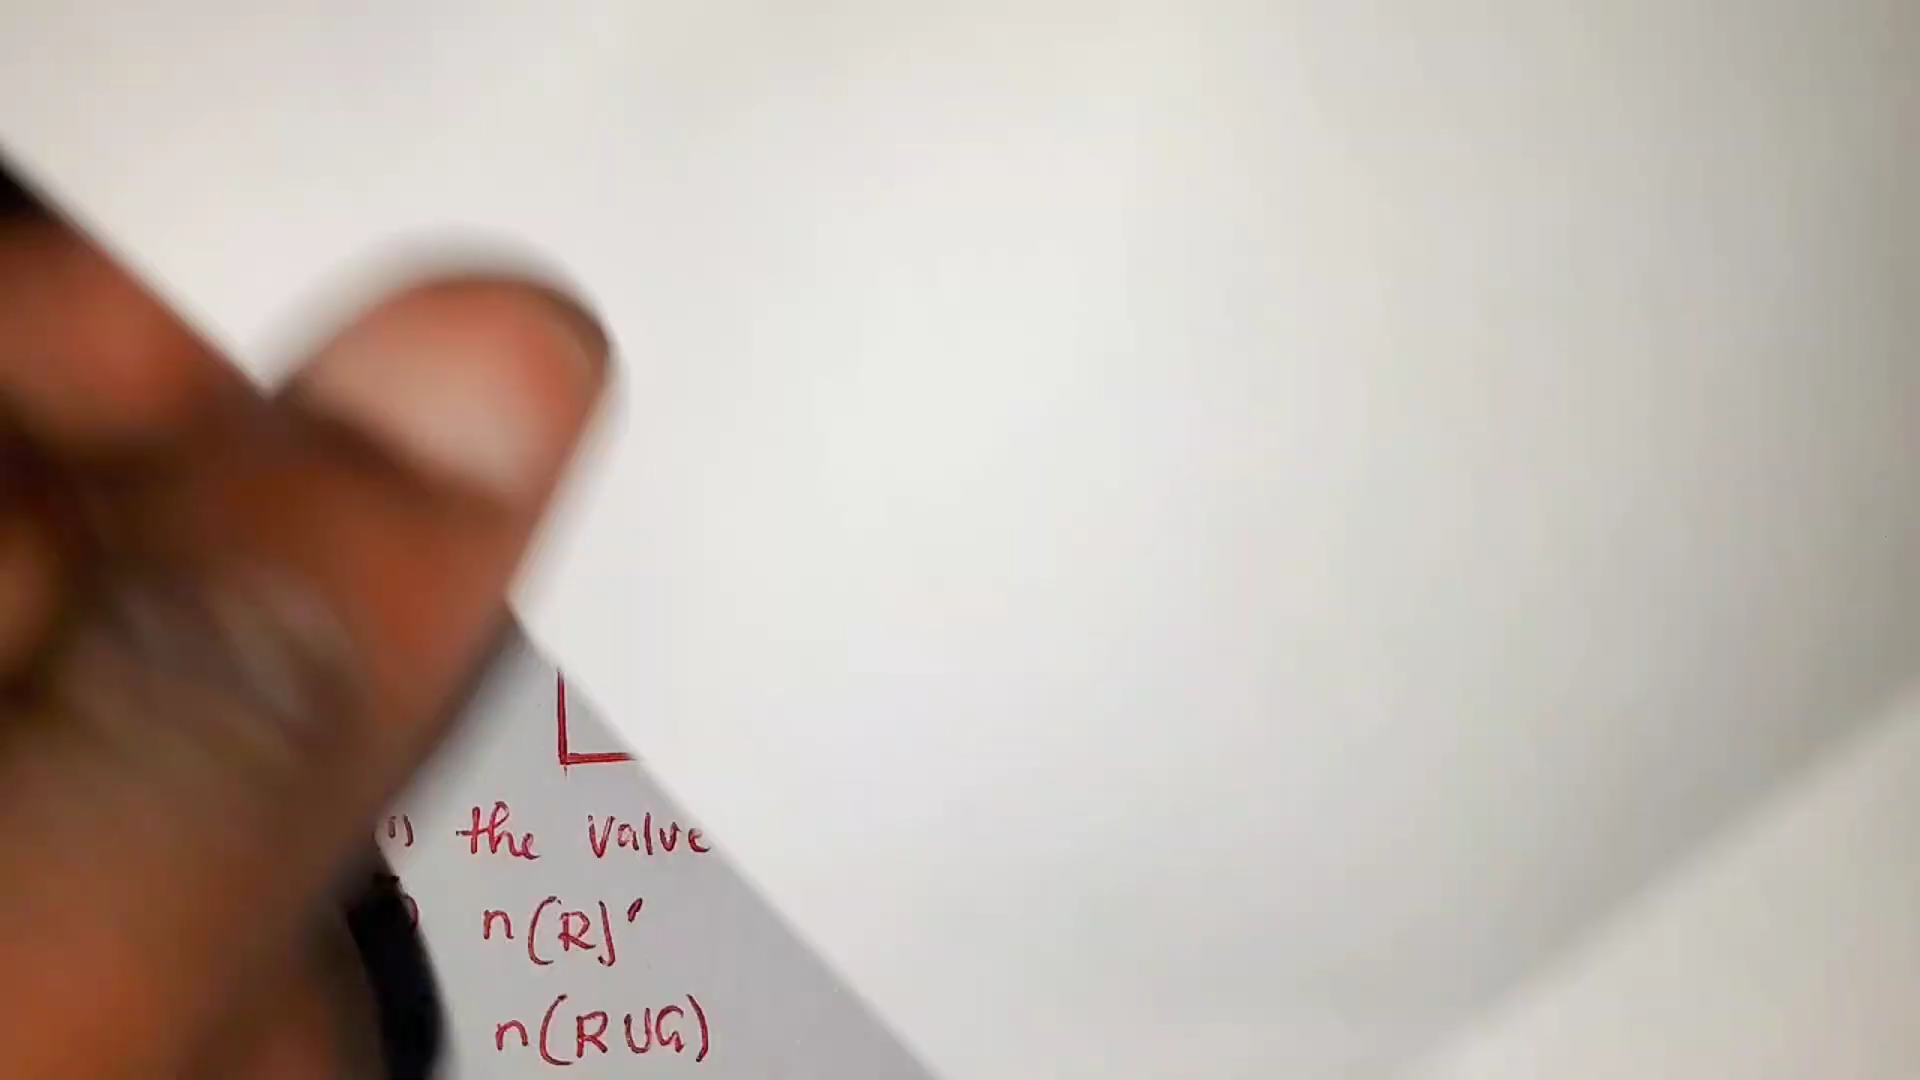 i) the value
n(R)'
n(RUG)